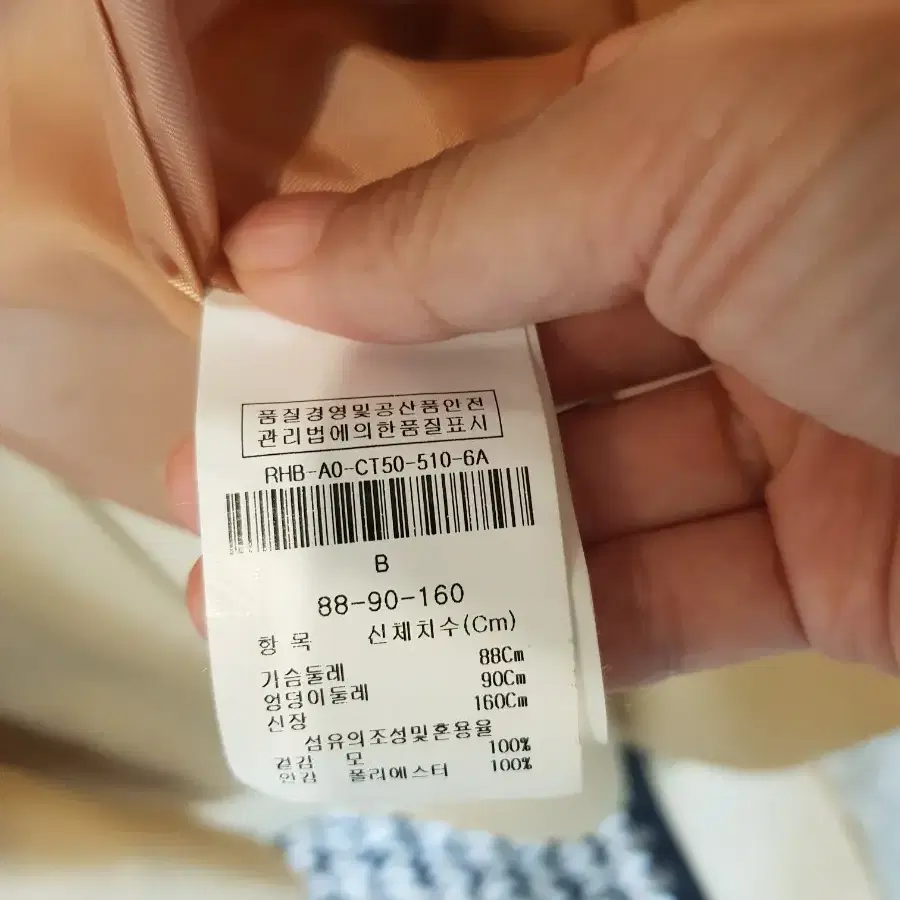 품질경영및공산품안전
관리법에의한품질표시
RHB-A0-CT50-510-6A
B
88-90-160
항 목 신체치수(Cm)
가슴둘레 88Cm
엉덩이둘레 90Cm
신장 160Cm
섬유의조성및혼용율
겉감 모 100%
안감 폴리에스터 100%